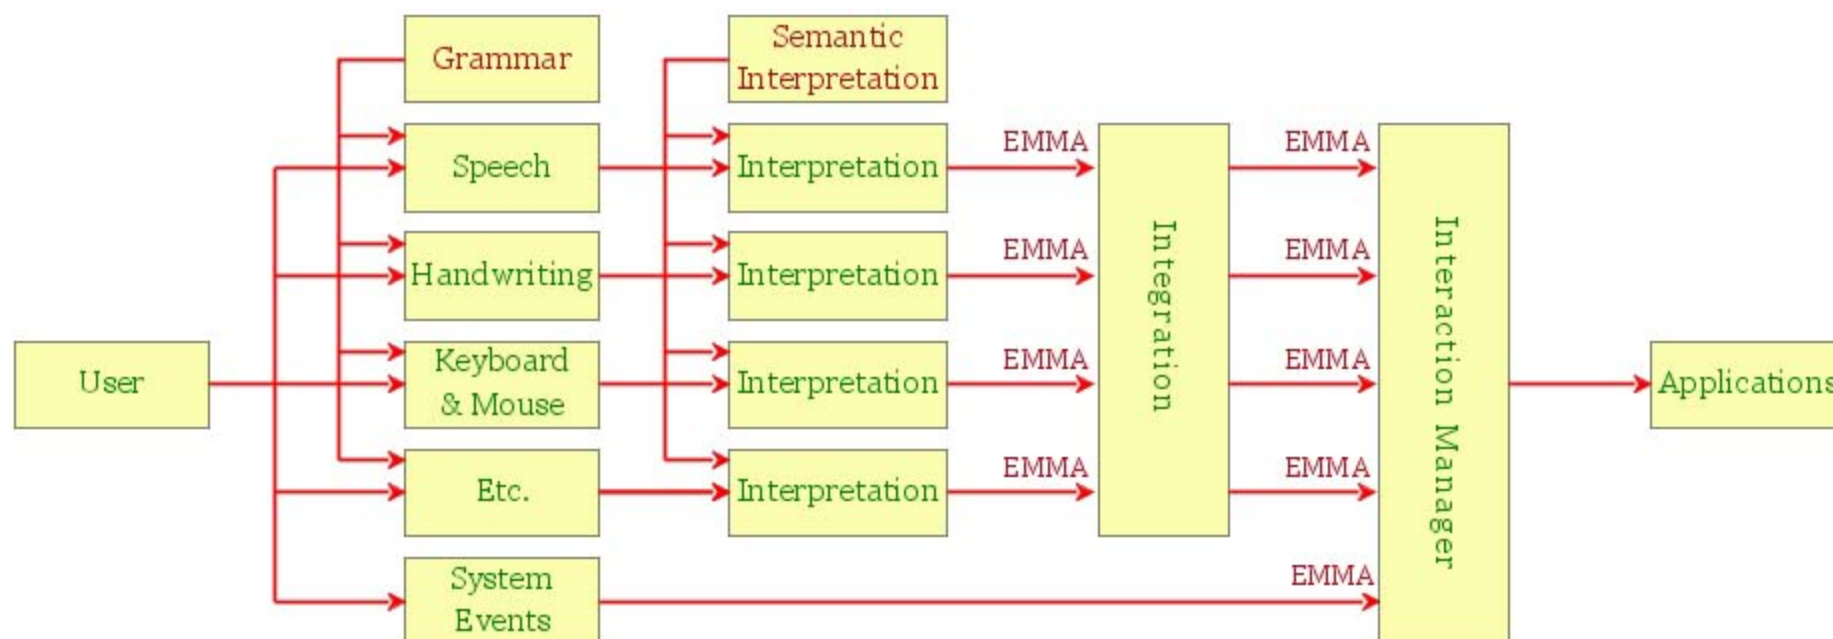 Grammar
Semantic
Interpretation
Speech
Interpretation
EMMA
EMMA
Handwriting
Interpretation
EMMA
EMMA
Integration
Interaction Manager
User
Keyboard
& Mouse
Interpretation
EMMA
EMMA
Applications
Etc.
Interpretation
EMMA
EMMA
System
Events
EMMA